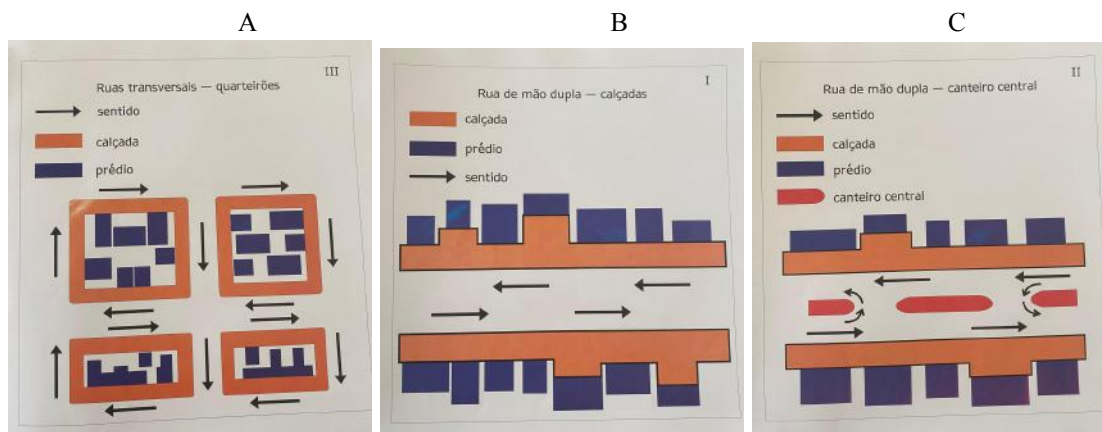 A
III
Ruas transversais — quarteirões
sentido
calçada
prédio
B
I
Rua de mão dupla — calçadas
calçada
prédio
sentido
C
II
Rua de mão dupla — canteiro central
sentido
calçada
prédio
canteiro central